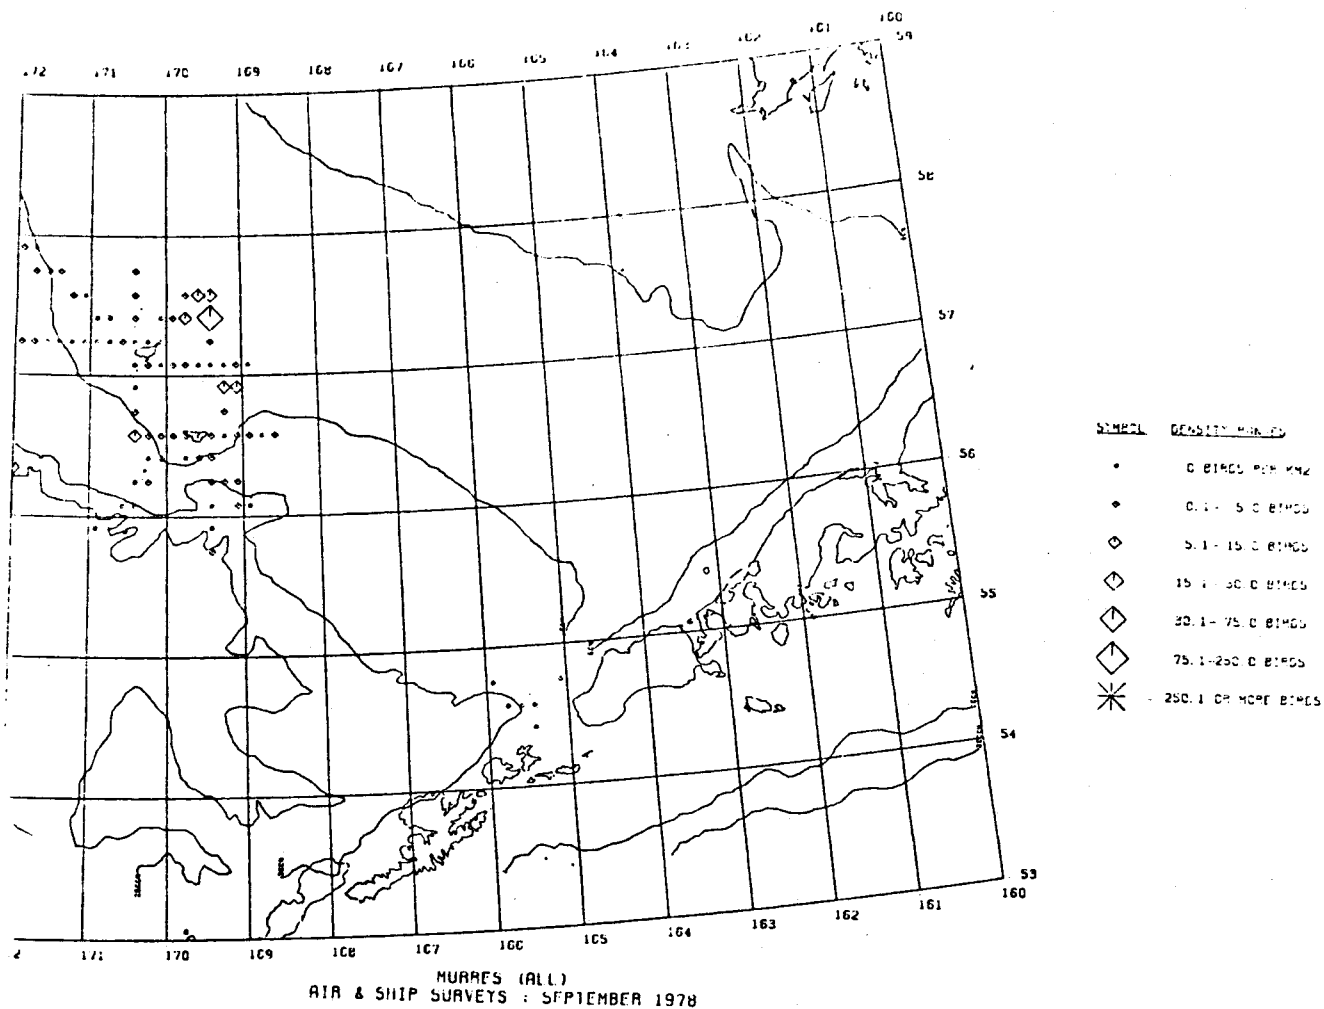 160
161
162
59
172 171 170 169 168 167 166 165 164 163
58
57
56
55
54
53
160
161
162
163
164
165
166
167
168
169
170
171
2
SYMBOL DENSITY RANGES
0 BIRDS PER KM2
0.1 - 5.0 BIRDS
5.1 - 15.0 BIRDS
15.1 - 30.0 BIRDS
30.1 - 75.0 BIRDS
75.1 - 250.0 BIRDS
- 250.1 OR MORE BIRDS
MURRES (ALL)
AIR & SHIP SURVEYS : SEPTEMBER 1978